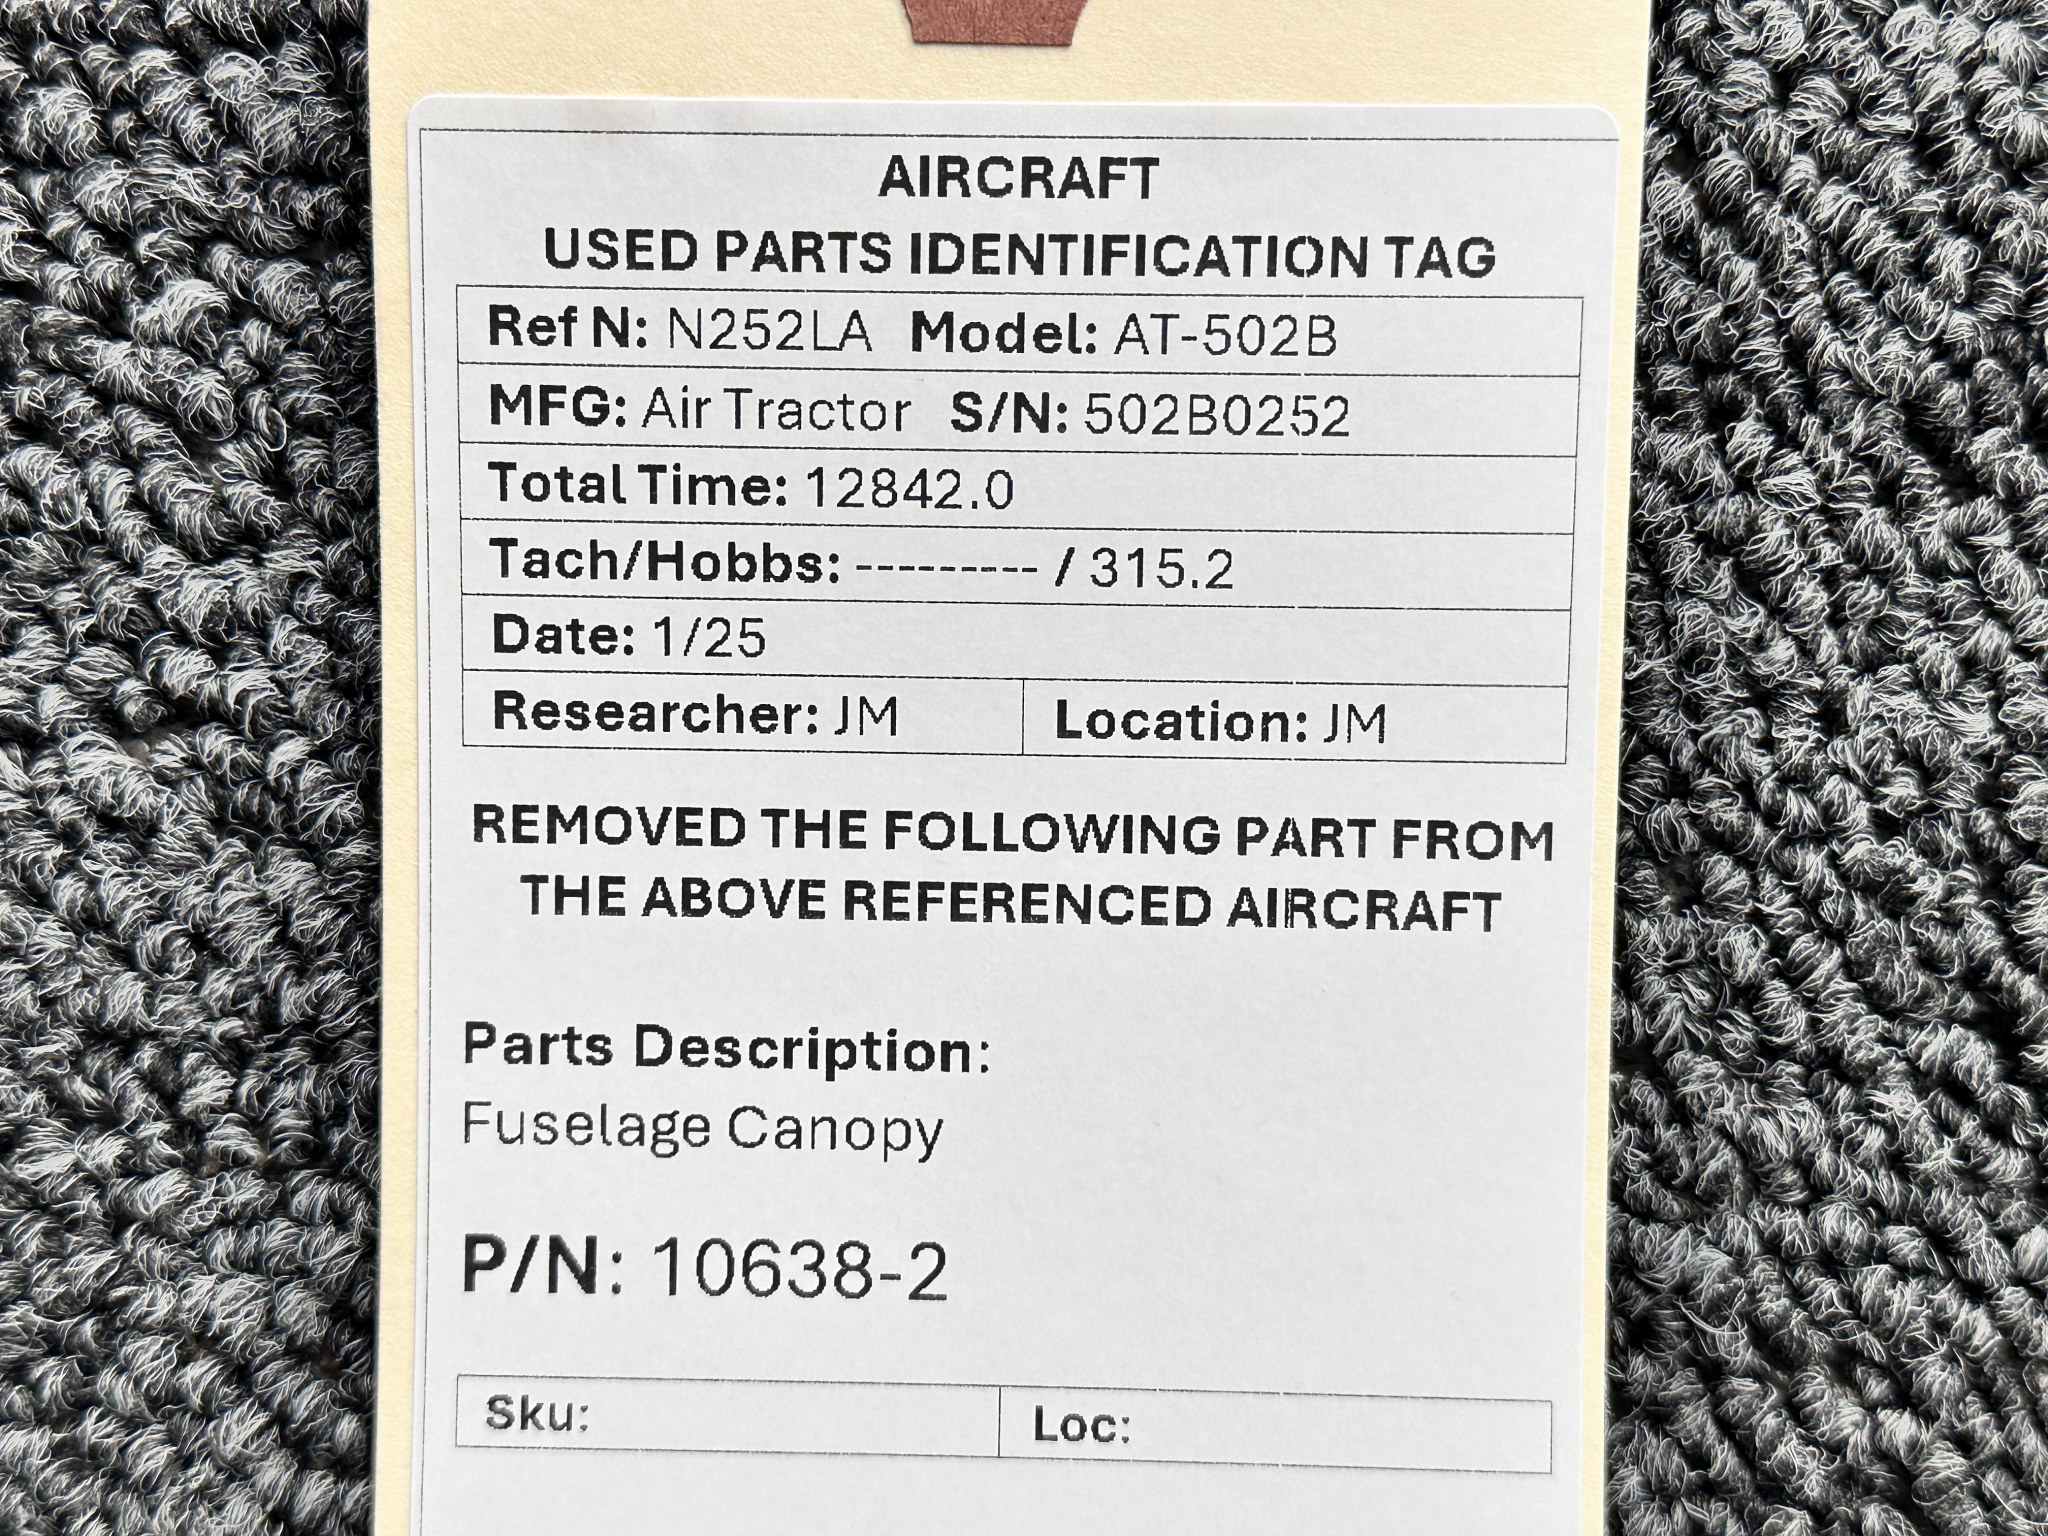 AIRCRAFT
USED PARTS IDENTIFICATION TAG
Ref N: N252LA Model: AT-502B
MFG: Air Tractor S/N: 502B0252
Total Time: 12842.0
Tach/Hobbs: --------- / 315.2
Date: 1/25
Researcher: JM Location: JM
REMOVED THE FOLLOWING PART FROM
THE ABOVE REFERENCED AIRCRAFT
Parts Description:
Fuselage Canopy
P/N: 10638-2
Sku: Loc: